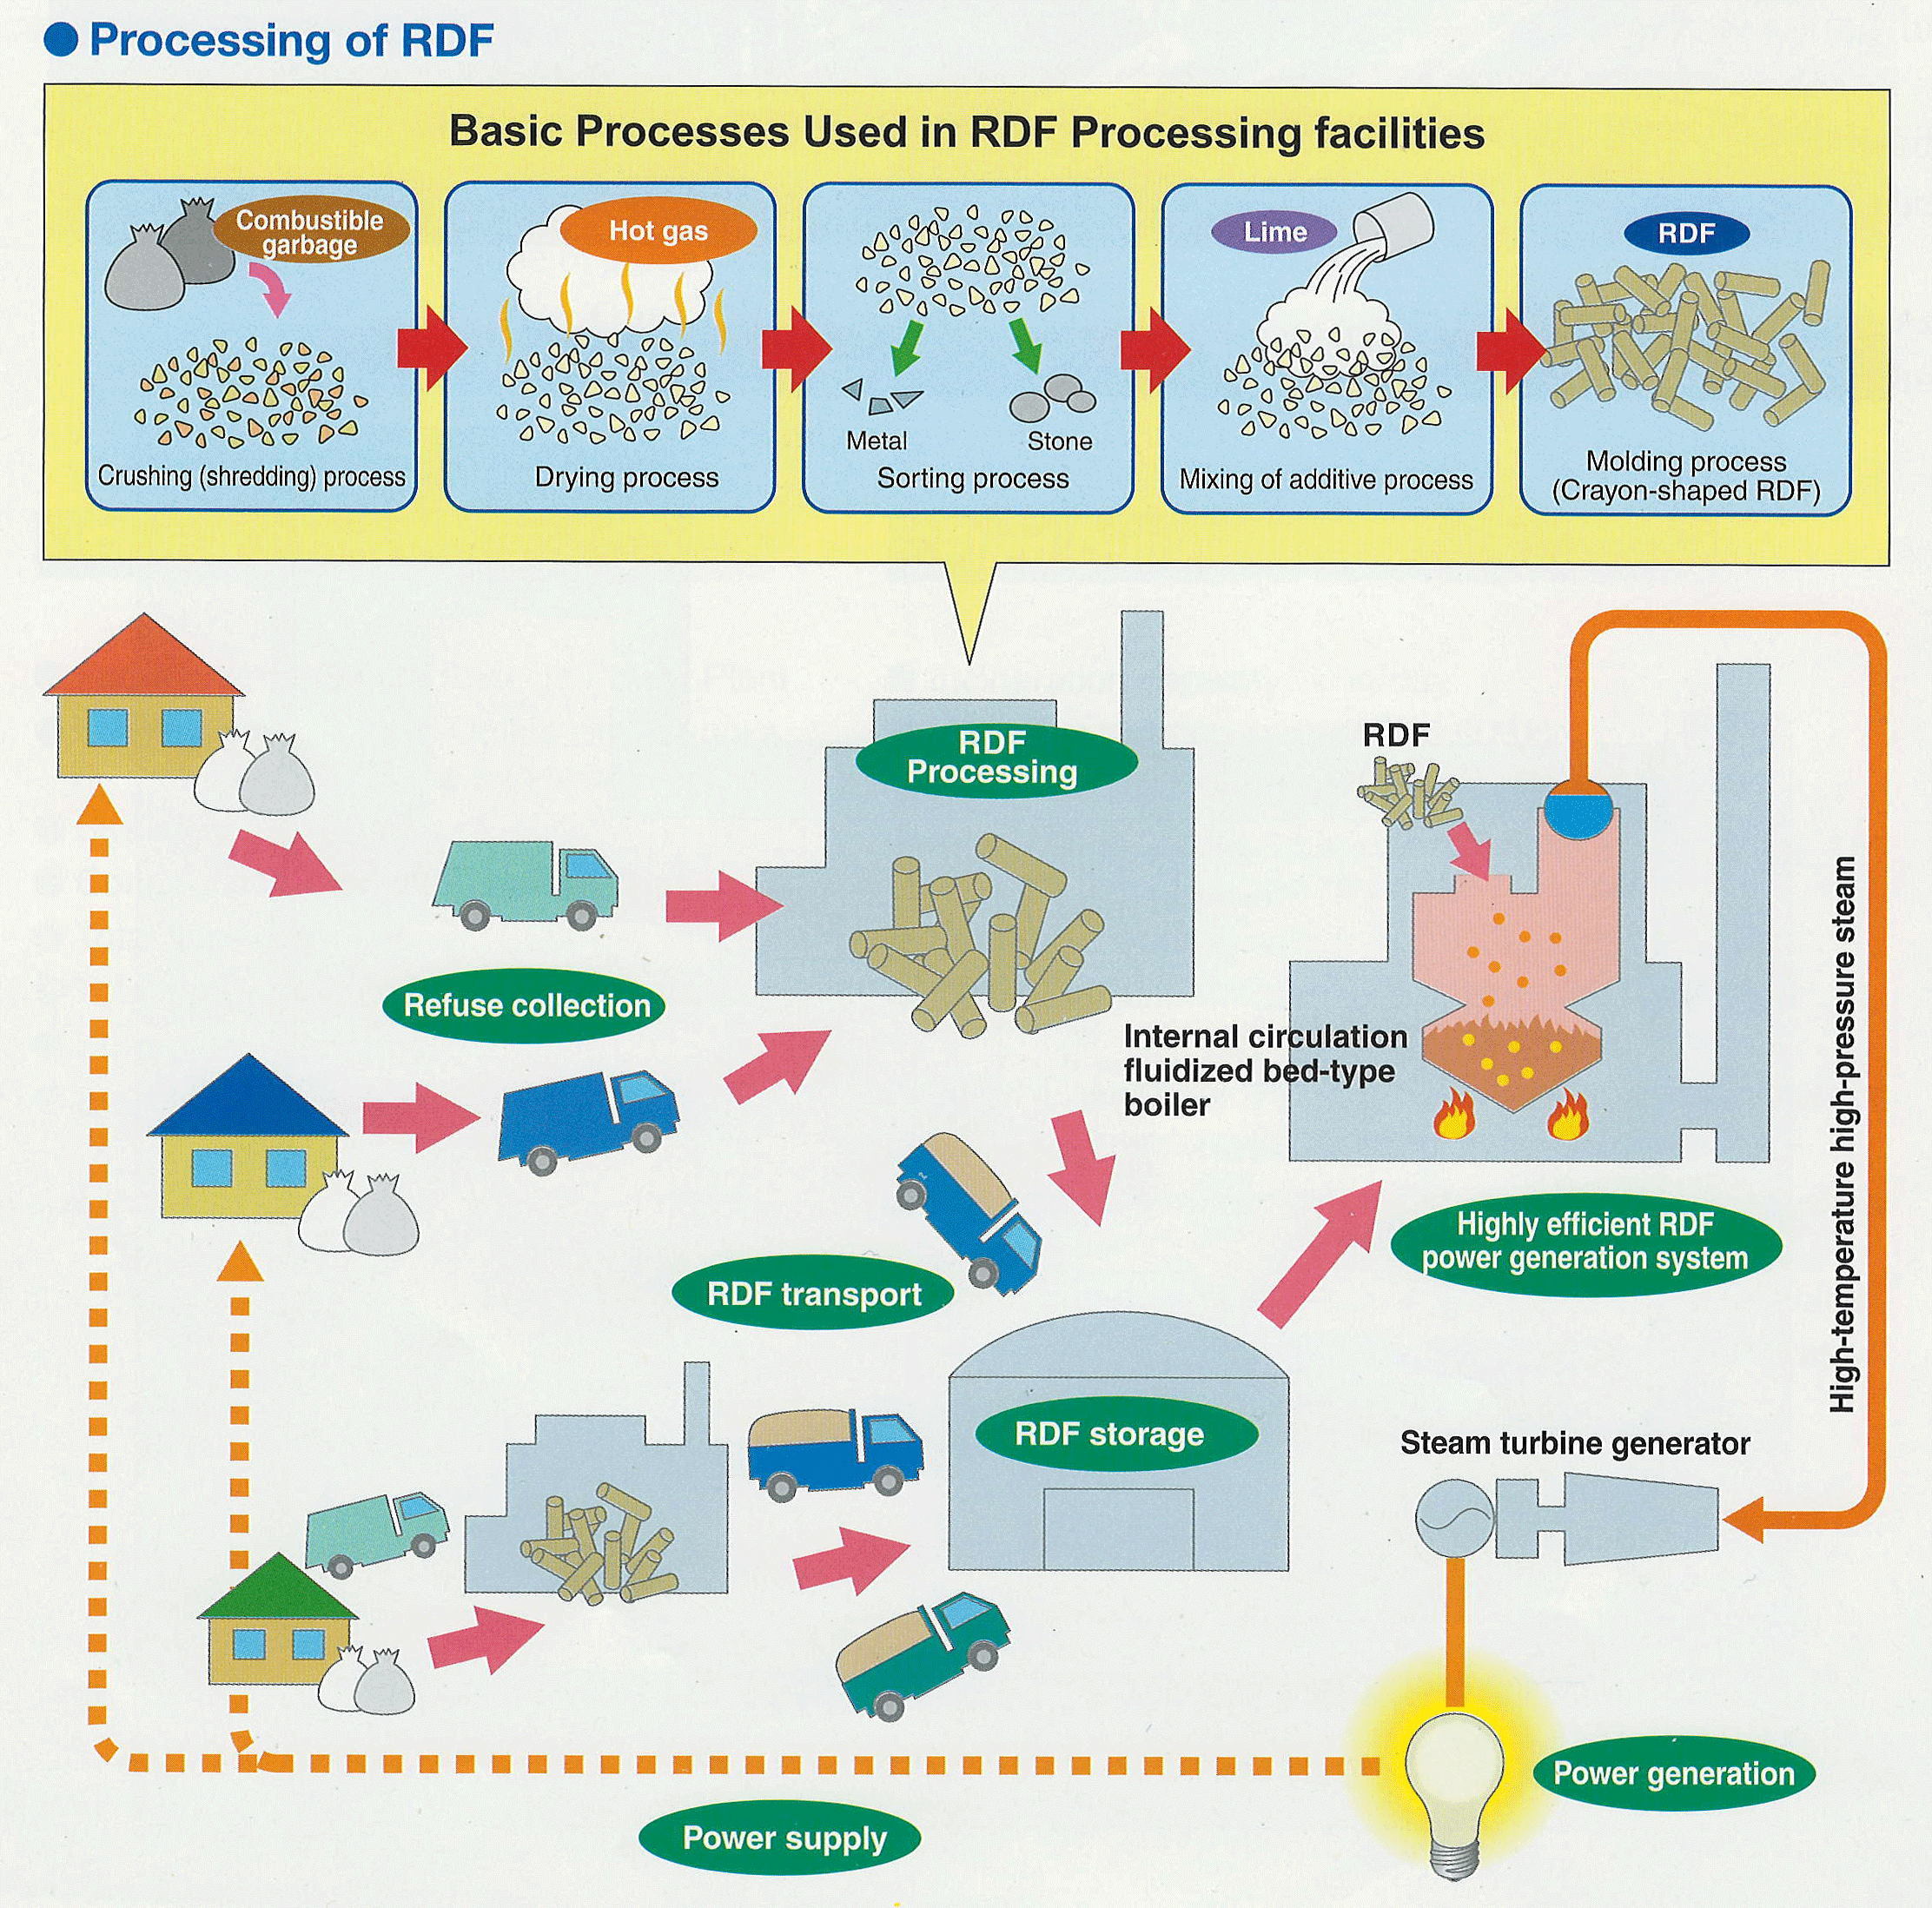 Processing of RDF
Basic Processes Used in RDF Processing facilities
Combustible
garbage
Crushing (shredding) process
Hot gas
Drying process
Metal
Stone
Sorting process
Lime
Mixing of additive process
RDF
Molding process
(Crayon-shaped RDF)
RDF
Processing
RDF
Refuse collection
Internal circulation
fluidized bed-type
boiler
High-temperature high-pressure steam
Highly efficient RDF
power generation system
RDF transport
RDF storage
Steam turbine generator
Power generation
Power supply